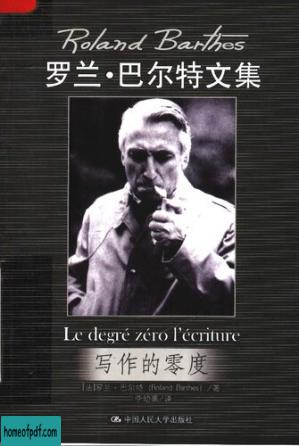 Roland Barthes
罗兰·巴尔特文集
Le degré zéro l'écriture
写作的零度
[法]罗兰·巴尔特 (Roland Barthes) /著
李幼蒸/译
中国人民大学出版社
homeofpdf.com